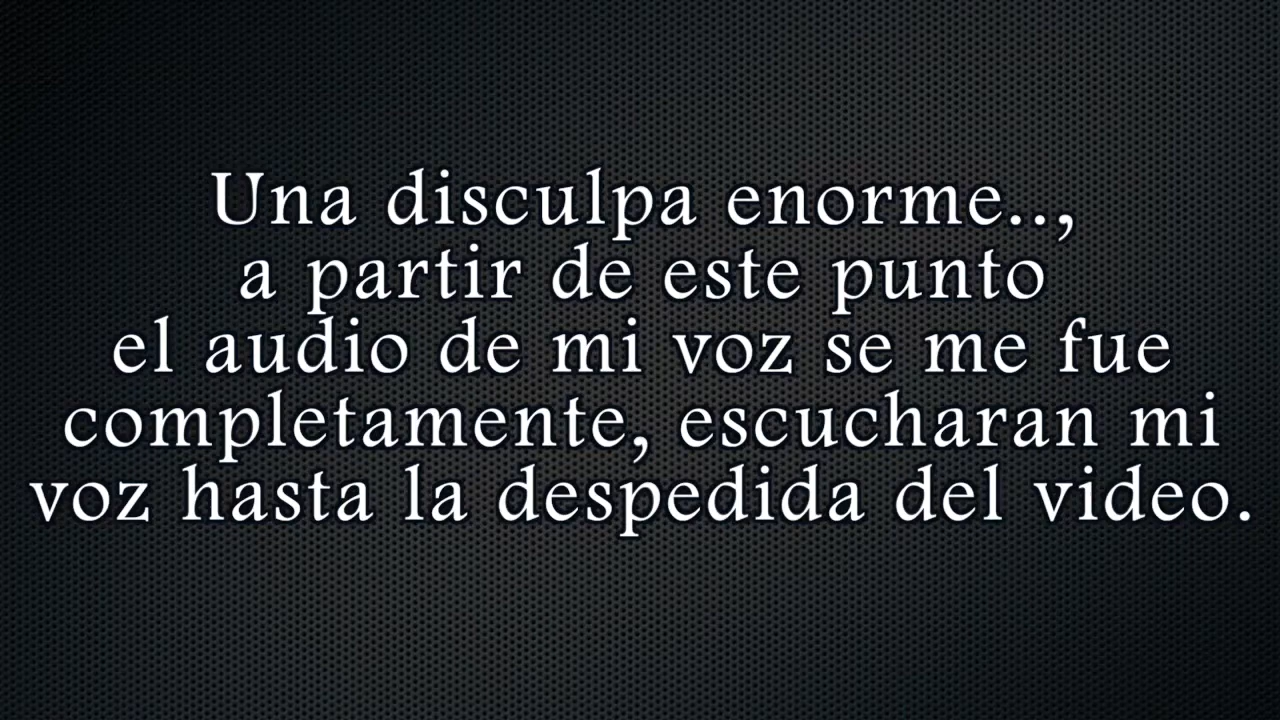 Una disculpa enorme..,
a partir de este punto
el audio de mi voz se me fue
completamente, escucharan mi
voz hasta la despedida del video.